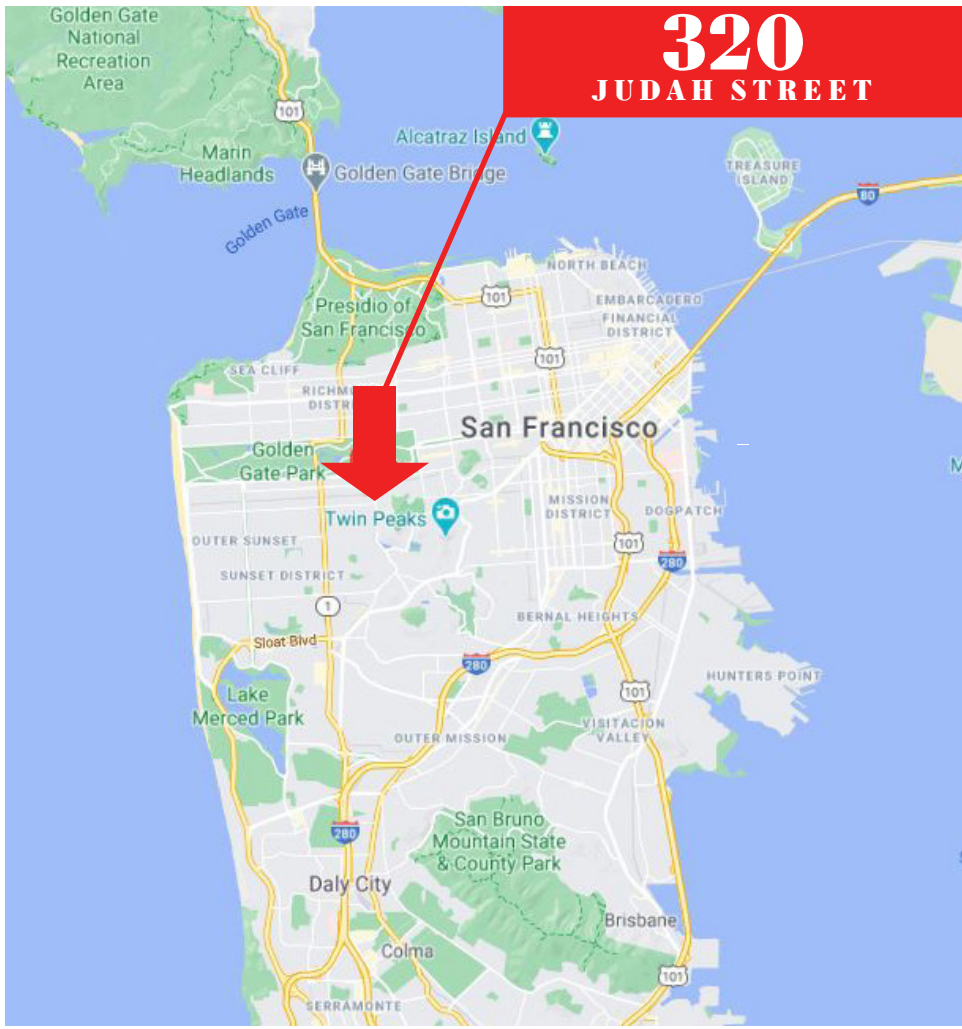 320
JUDAH STREET
Golden Gate
National
Recreation
Area
101
Alcatraz Island
Marin
Headlands
Golden Gate Bridge
TREASURE
ISLAND
80
Golden Gate
NORTH BEACH
101
EMBARCADERO
Presidio of
San Francisco
FINANCIAL
DISTRICT
101
SEA CLIFF
San Francisco
Golden
Gate Park
M
MISSION
DISTRICT
DOGPATCH
Twin Peaks
OUTER SUNSET
101
280
SUNSET DISTRICT
1
BERNAL HEIGHTS
Sloat Blvd
280
HUNTERS POINT
Lake
Merced Park
101
VISITACION
VALLEY
OUTER MISSION
San Bruno
Mountain State
& County Park
280
Daly City
Brisbane
Colma
101
SERRAMONTE